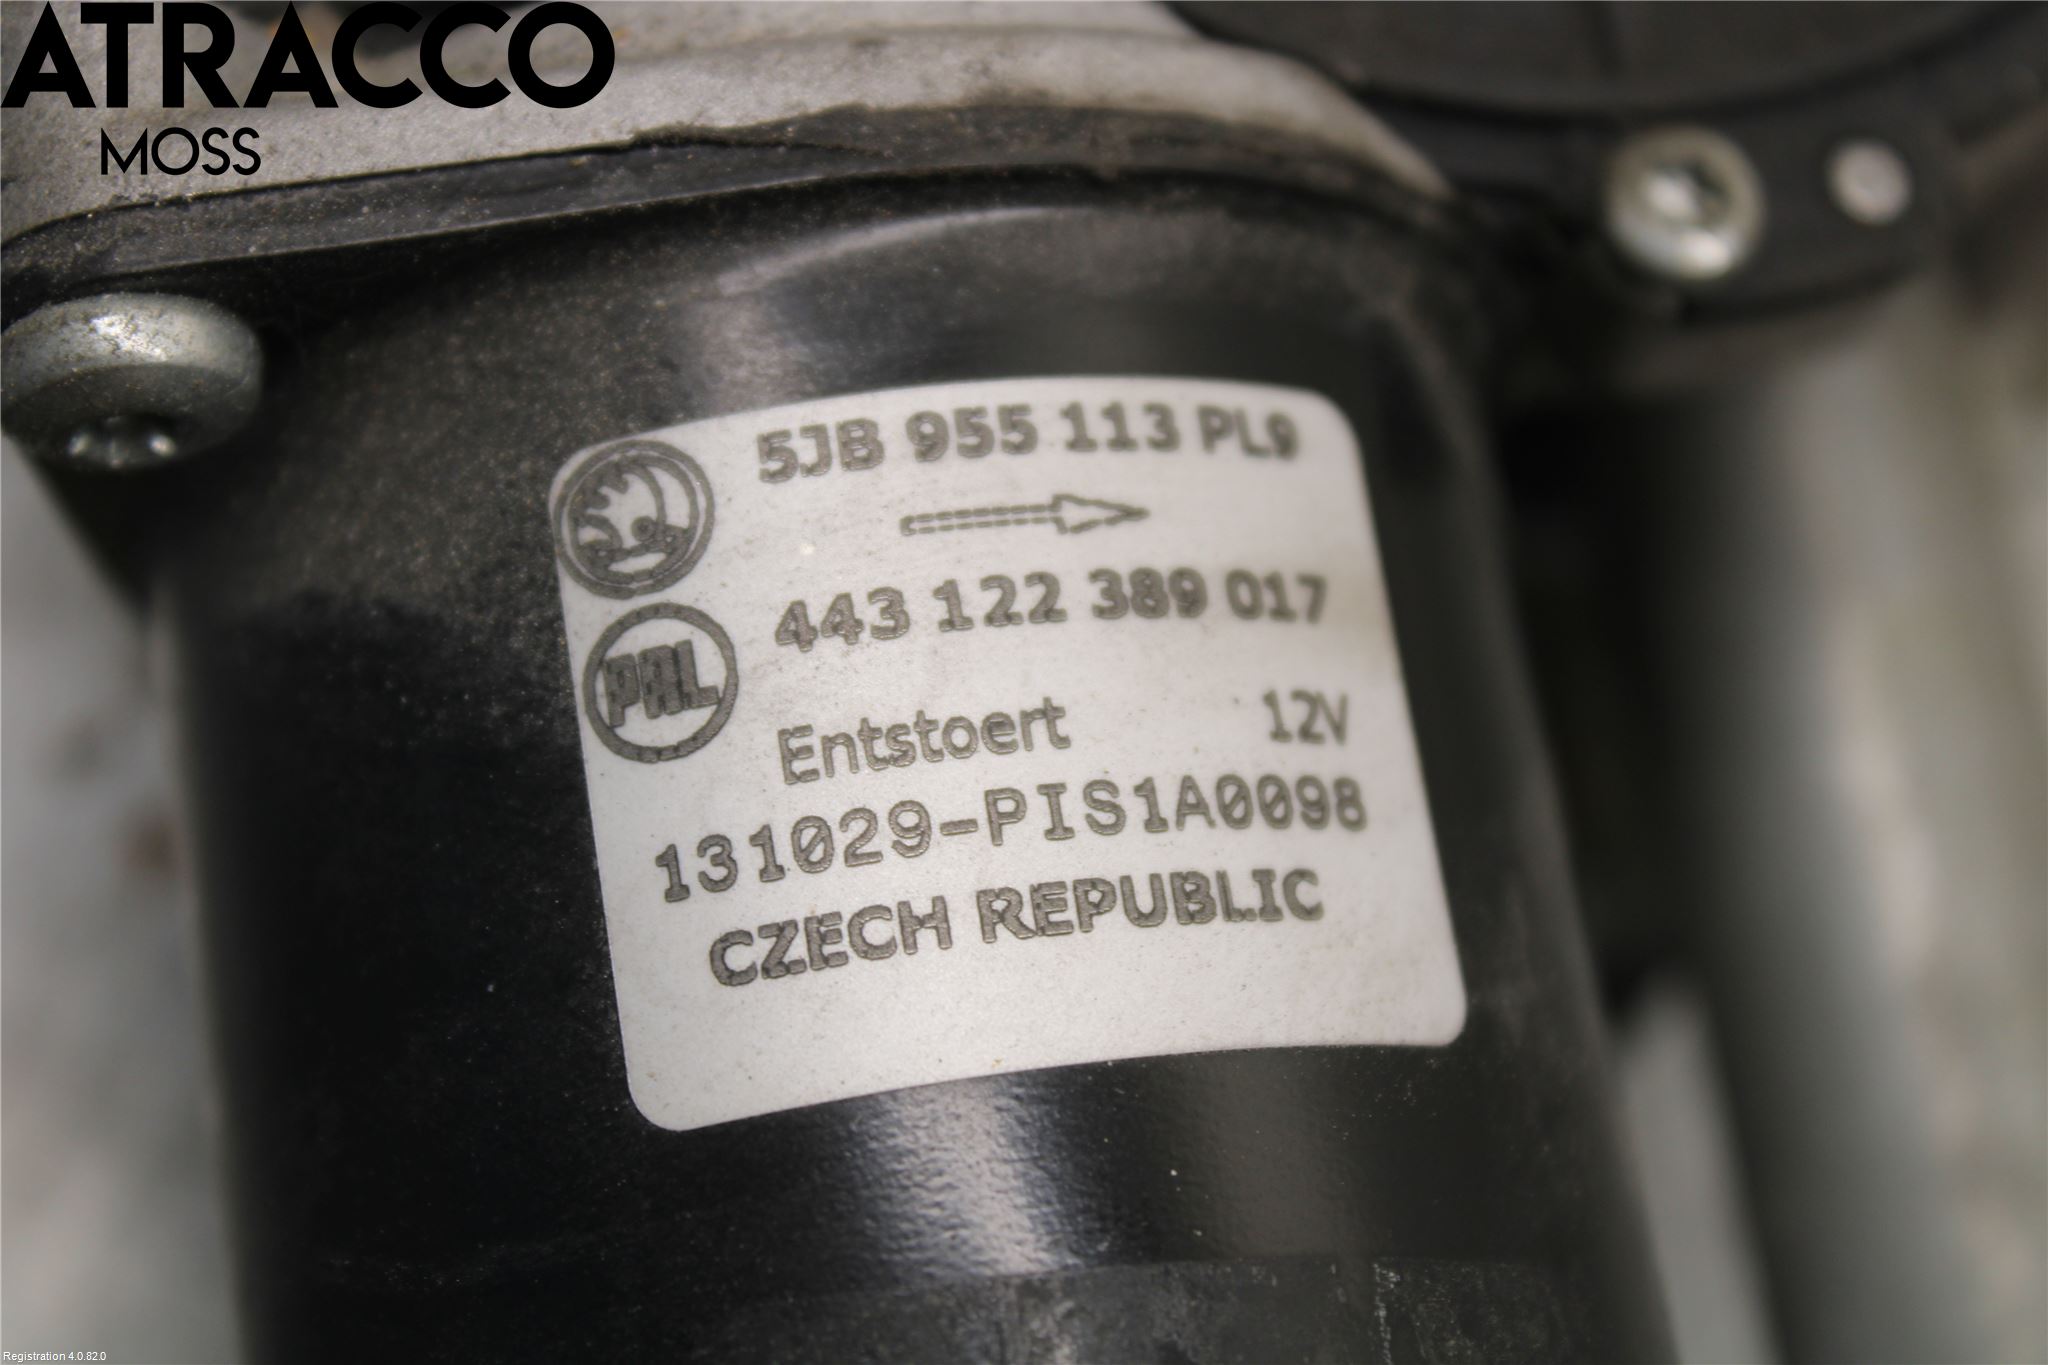 ATRACCO
MOSS
5JB 955 113 PL9
443 122 389 017
PAL
Entstoert 12V
131029-PIS1A0098
CZECH REPUBLIC
Registration 4.0.82.0